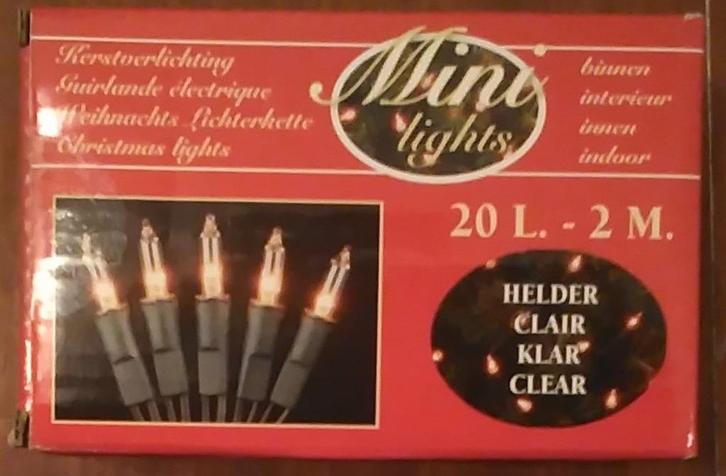 Kerstverlichting
Guirlande électrique
Weihnachts Lichterkette
Christmas lights
Mini
lights
binnen
interieur
innen
indoor
20 L. - 2 M.
HELDER
CLAIR
KLAR
CLEAR